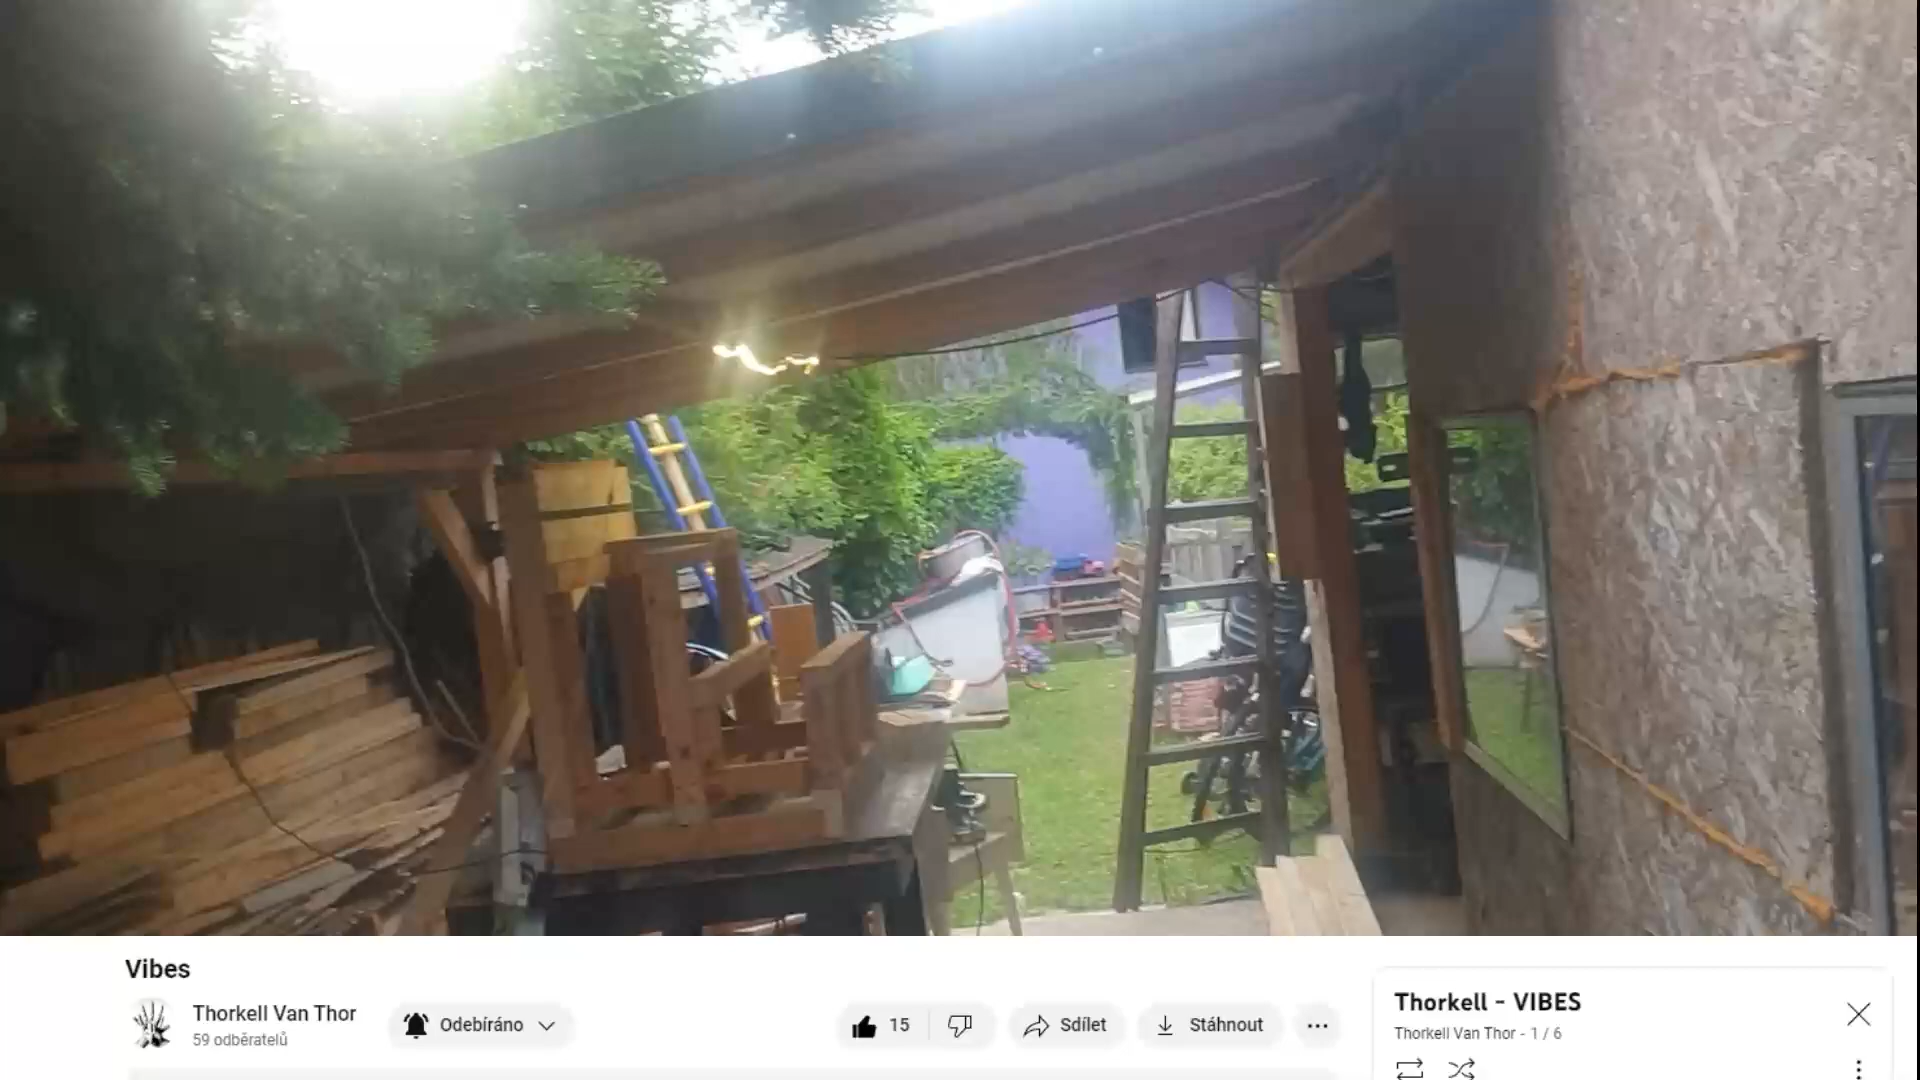 Vibes
Thorkell Van Thor
59 odběratelů
Odebíráno
15
Sdílet
Stáhnout
Thorkell - VIBES
Thorkell Van Thor - 1 / 6